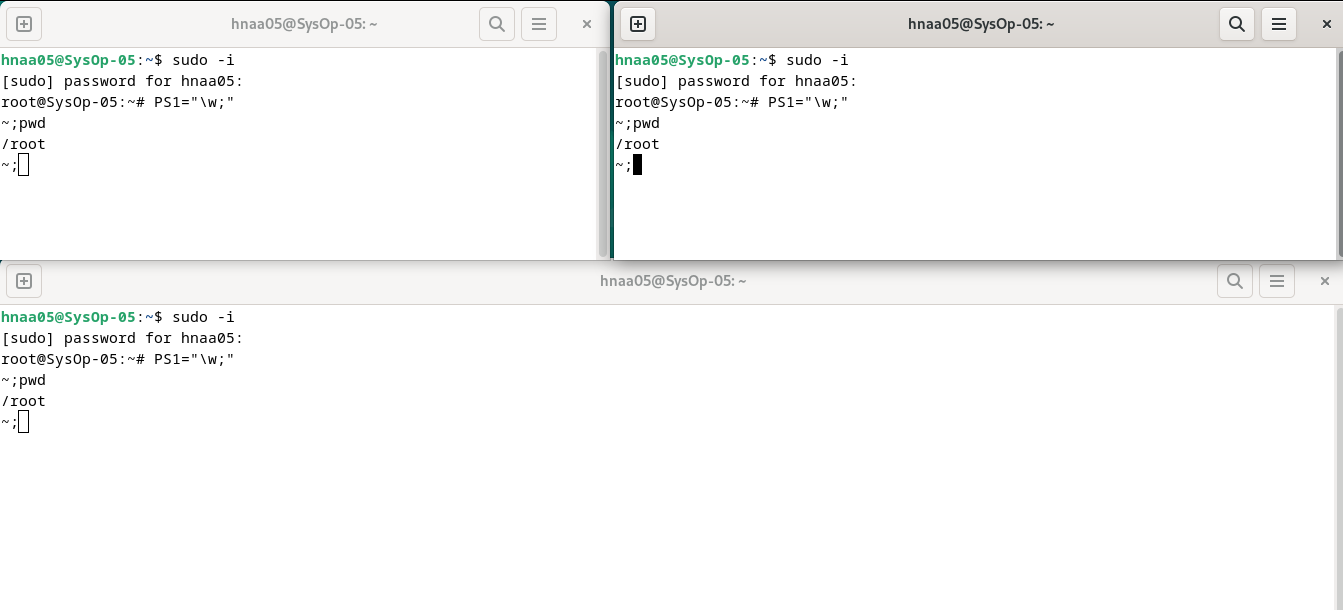 hnaa05@SysOp-05: ~
hnaa05@SysOp-05:~$ sudo -i
[sudo] password for hnaa05:
root@SysOp-05:~# PS1="\w;"
~;pwd
/root
~;
hnaa05@SysOp-05: ~
hnaa05@SysOp-05:~$ sudo -i
[sudo] password for hnaa05:
root@SysOp-05:~# PS1="\w;"
~;pwd
/root
~;
hnaa05@SysOp-05: ~
hnaa05@SysOp-05:~$ sudo -i
[sudo] password for hnaa05:
root@SysOp-05:~# PS1="\w;"
~;pwd
/root
~;